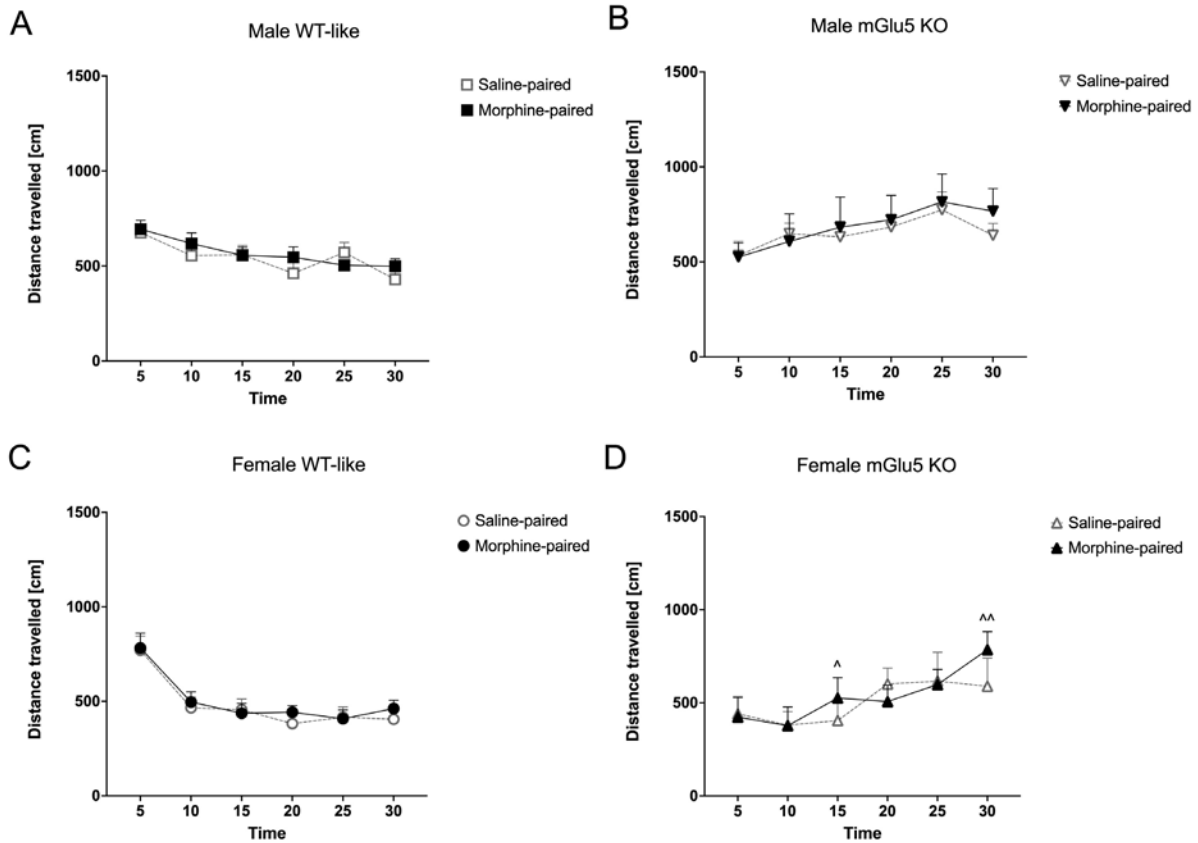 A
Male WT-like
1500
1000
500
0
Distance travelled [cm]
5 10 15 20 25 30
Time
Saline-paired
Morphine-paired
B
Male mGlu5 KO
1500
1000
500
0
Distance travelled [cm]
5 10 15 20 25 30
Time
Saline-paired
Morphine-paired
C
Female WT-like
1500
1000
500
0
Distance travelled [cm]
5 10 15 20 25 30
Time
Saline-paired
Morphine-paired
D
Female mGlu5 KO
1500
1000
500
0
Distance travelled [cm]
^
^^
5 10 15 20 25 30
Time
Saline-paired
Morphine-paired